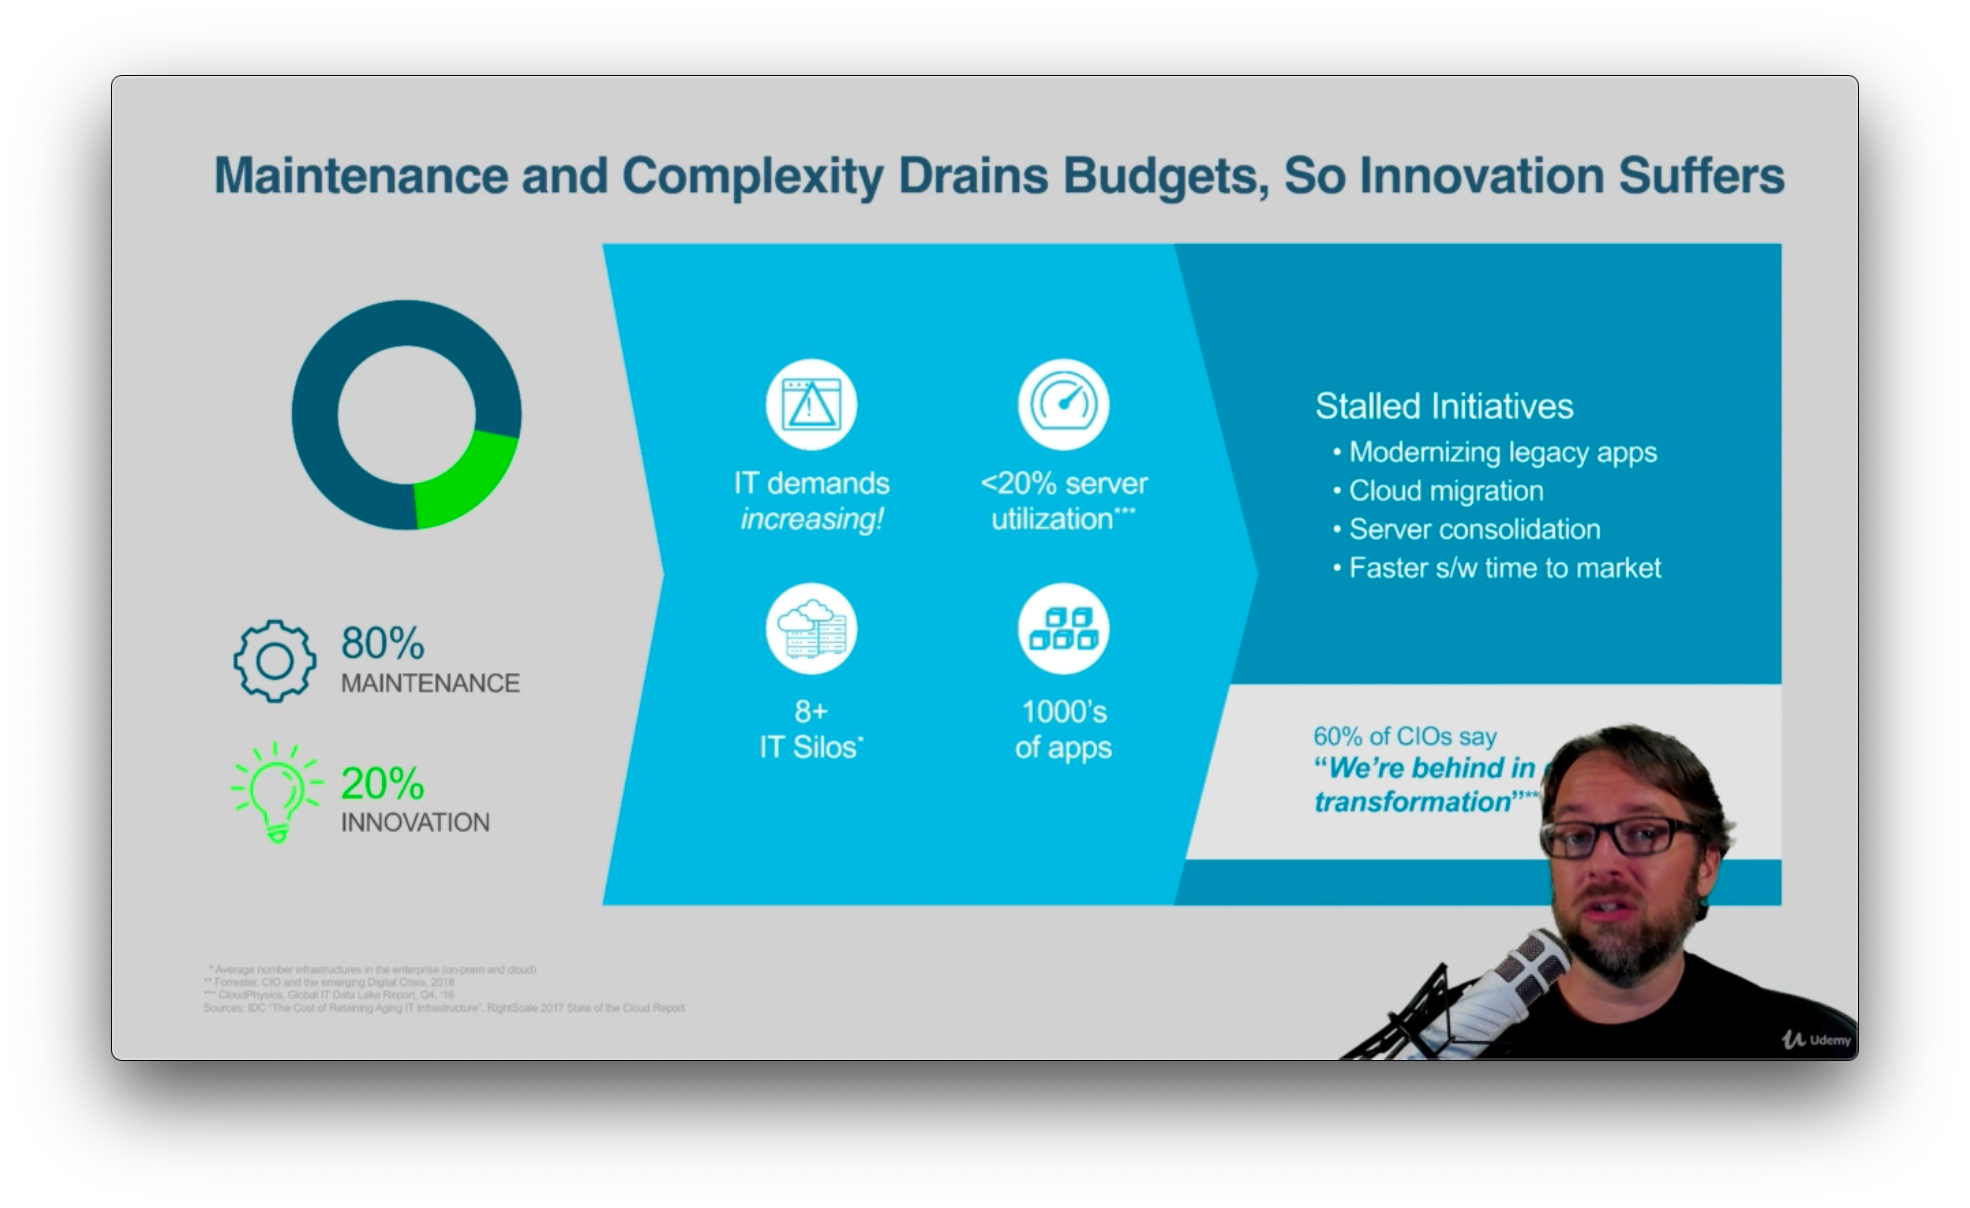 Maintenance and Complexity Drains Budgets, So Innovation Suffers
80%
MAINTENANCE
20%
INNOVATION
IT demands
increasing!
<20% server
utilization***
8+
IT Silos*
1000's
of apps
Stalled Initiatives
• Modernizing legacy apps
• Cloud migration
• Server consolidation
• Faster s/w time to market
60% of CIOs say
“We're behind in
transformation”**
* Average number infrastructures in the enterprise (on-prem and cloud)
** Forrester, CIO and the emerging Digital Crisis, 2018
*** CloudPhysics, Global IT Data Lake Report, Q4, '16
Sources: IDC “The Cost of Retaining Aging IT Infrastructure”, RightScale 2017 State of the Cloud Report
Udemy